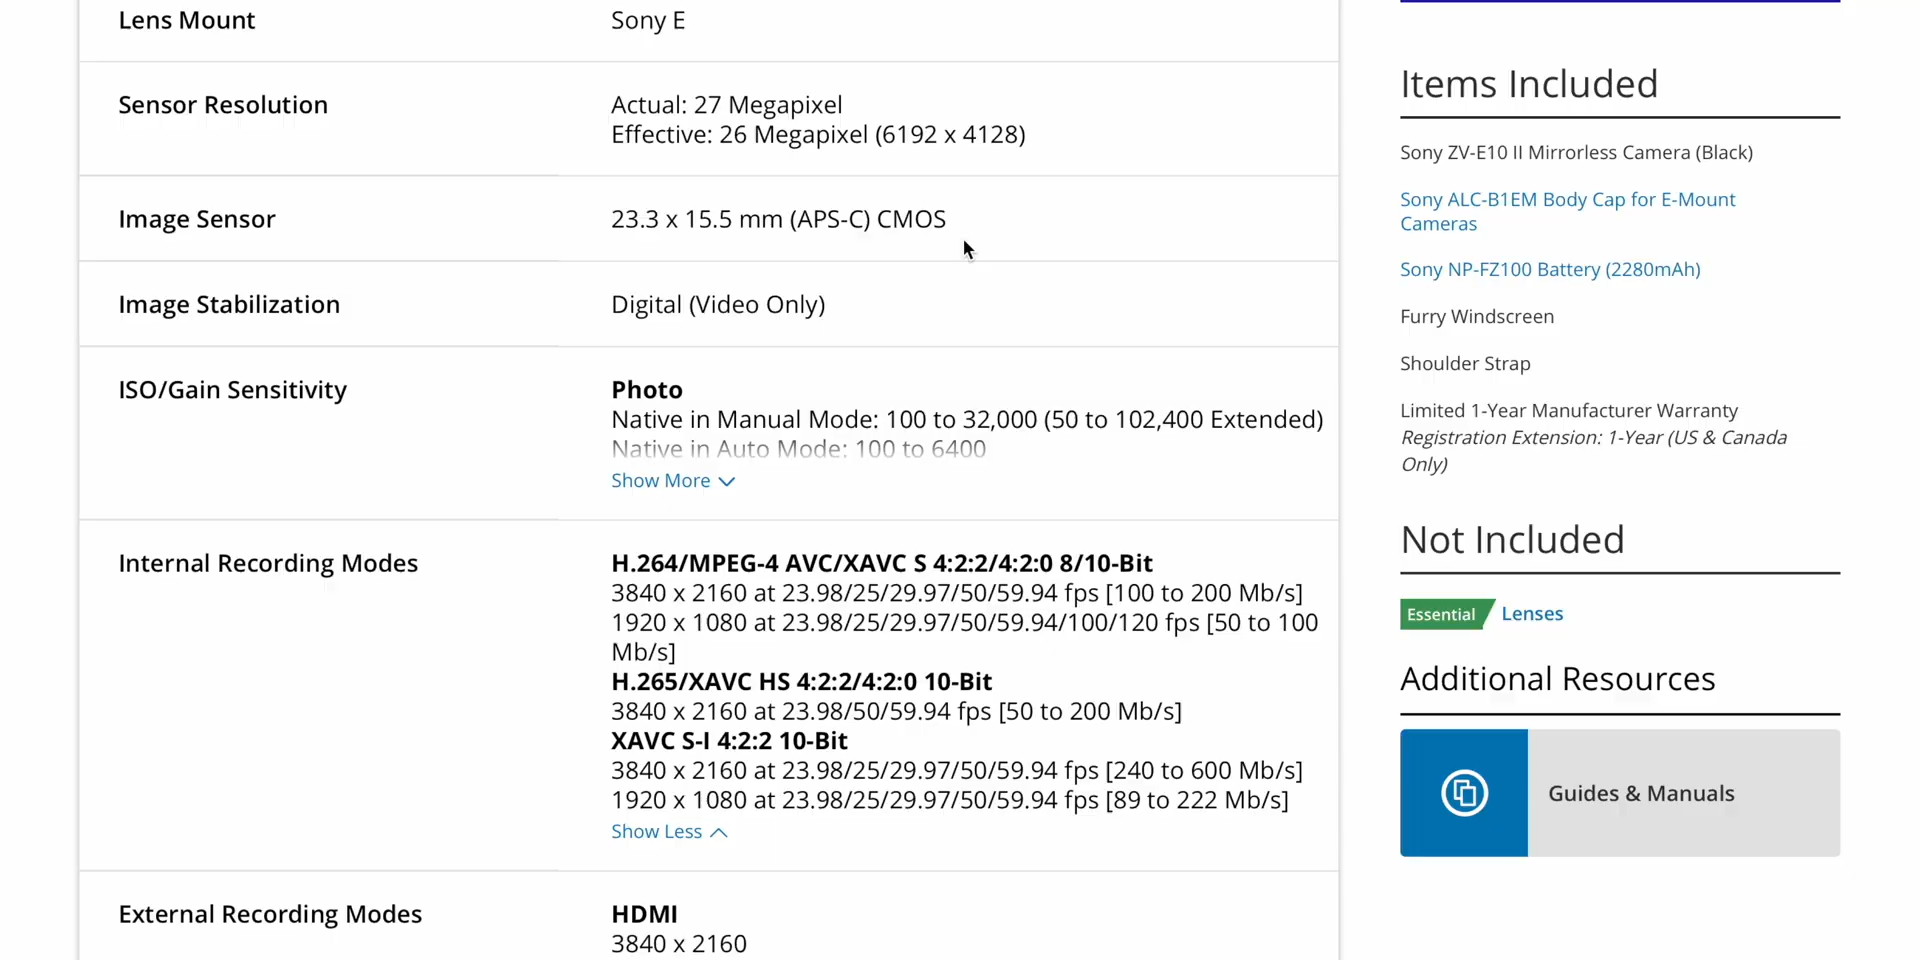 Lens Mount
Sony E
Sensor Resolution
Actual: 27 Megapixel
Effective: 26 Megapixel (6192 x 4128)
Image Sensor
23.3 x 15.5 mm (APS-C) CMOS
Image Stabilization
Digital (Video Only)
ISO/Gain Sensitivity
Photo
Native in Manual Mode: 100 to 32,000 (50 to 102,400 Extended)
Native in Auto Mode: 100 to 6400
Show More
Internal Recording Modes
H.264/MPEG-4 AVC/XAVC S 4:2:2/4:2:0 8/10-Bit
3840 x 2160 at 23.98/25/29.97/50/59.94 fps [100 to 200 Mb/s]
1920 x 1080 at 23.98/25/29.97/50/59.94/100/120 fps [50 to 100
Mb/s]
H.265/XAVC HS 4:2:2/4:2:0 10-Bit
3840 x 2160 at 23.98/50/59.94 fps [50 to 200 Mb/s]
XAVC S-I 4:2:2 10-Bit
3840 x 2160 at 23.98/25/29.97/50/59.94 fps [240 to 600 Mb/s]
1920 x 1080 at 23.98/25/29.97/50/59.94 fps [89 to 222 Mb/s]
Show Less
External Recording Modes
HDMI
3840 x 2160
Items Included
Sony ZV-E10 II Mirrorless Camera (Black)
Sony ALC-B1EM Body Cap for E-Mount
Cameras
Sony NP-FZ100 Battery (2280mAh)
Furry Windscreen
Shoulder Strap
Limited 1-Year Manufacturer Warranty
Registration Extension: 1-Year (US & Canada
Only)
Not Included
Essential Lenses
Additional Resources
Guides & Manuals